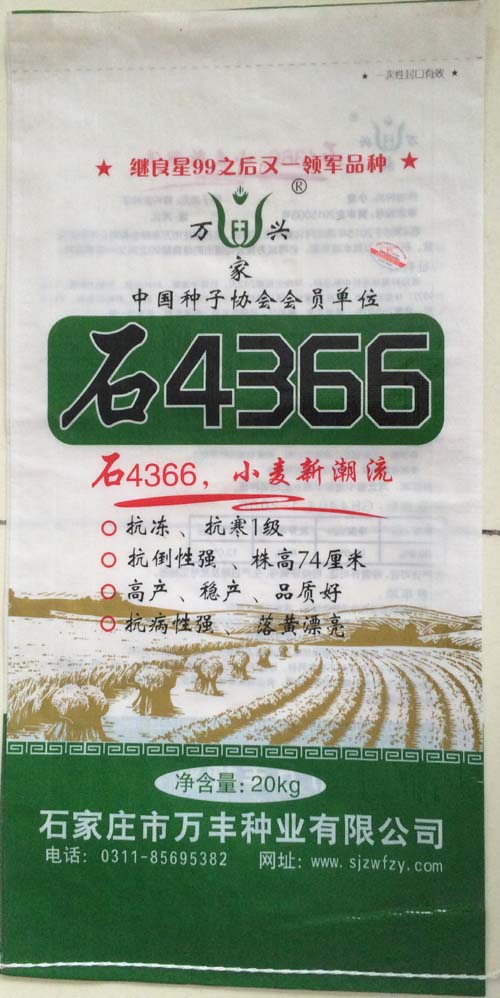 ★ 一次性封口有效 ★
★ 继良星99之后又一领军品种 ★
®
万 兴
家
中国种子协会会员单位
石4366
石4366，小麦新潮流
○ 抗冻、抗寒1级
○ 抗倒性强、株高74厘米
○ 高产、稳产、品质好
○ 抗病性强、落黄漂亮
净含量：20kg
石家庄市万丰种业有限公司
电话：0311-85695382 网址：www.sjzwfzy.com